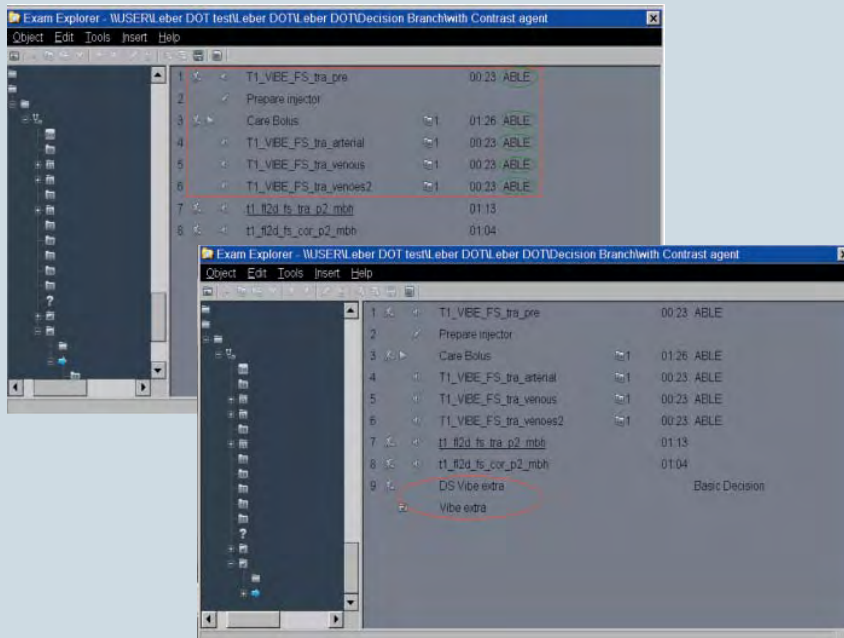 Exam Explorer - \\USER\Leber DOT test\Leber DOT\Leber DOT\Decision Branch\with Contrast agent
Object Edit Tools Insert Help
1 T1_VIBE_FS_tra_pre 00:23 ABLE
2 Prepare injector
3 Care Bolus 1 01:26 ABLE
4 T1_VIBE_FS_tra_arterial 1 00:23 ABLE
5 T1_VIBE_FS_tra_venous 1 00:23 ABLE
6 T1_VIBE_FS_tra_venoes2 1 00:23 ABLE
7 t1_fl2d_fs_tra_p2_mbh 01:13
8 t1_fl2d_fs_cor_p2_mbh 01:04
?
Exam Explorer - \\USER\Leber DOT test\Leber DOT\Leber DOT\Decision Branch\with Contrast agent
Object Edit Tools Insert Help
1 T1_VIBE_FS_tra_pre 00:23 ABLE
2 Prepare injector
3 Care Bolus 1 01:26 ABLE
4 T1_VIBE_FS_tra_arterial 1 00:23 ABLE
5 T1_VIBE_FS_tra_venous 1 00:23 ABLE
6 T1_VIBE_FS_tra_venoes2 1 00:23 ABLE
7 t1_fl2d_fs_tra_p2_mbh 01:13
8 t1_fl2d_fs_cor_p2_mbh 01:04
9 DS Vibe extra Basic Decision
Vibe extra
?